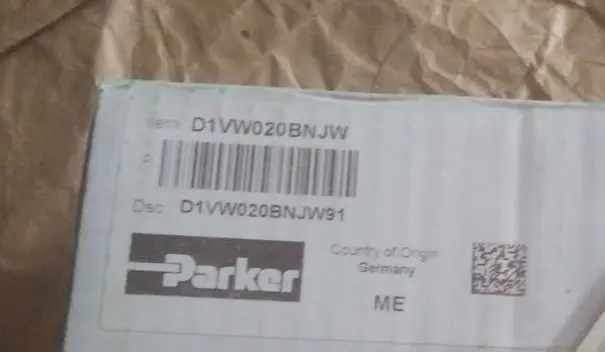 Item: D1VW020BNJW
P
Dsc: D1VW020BNJW91
Parker
Country of Origin
Germany
ME